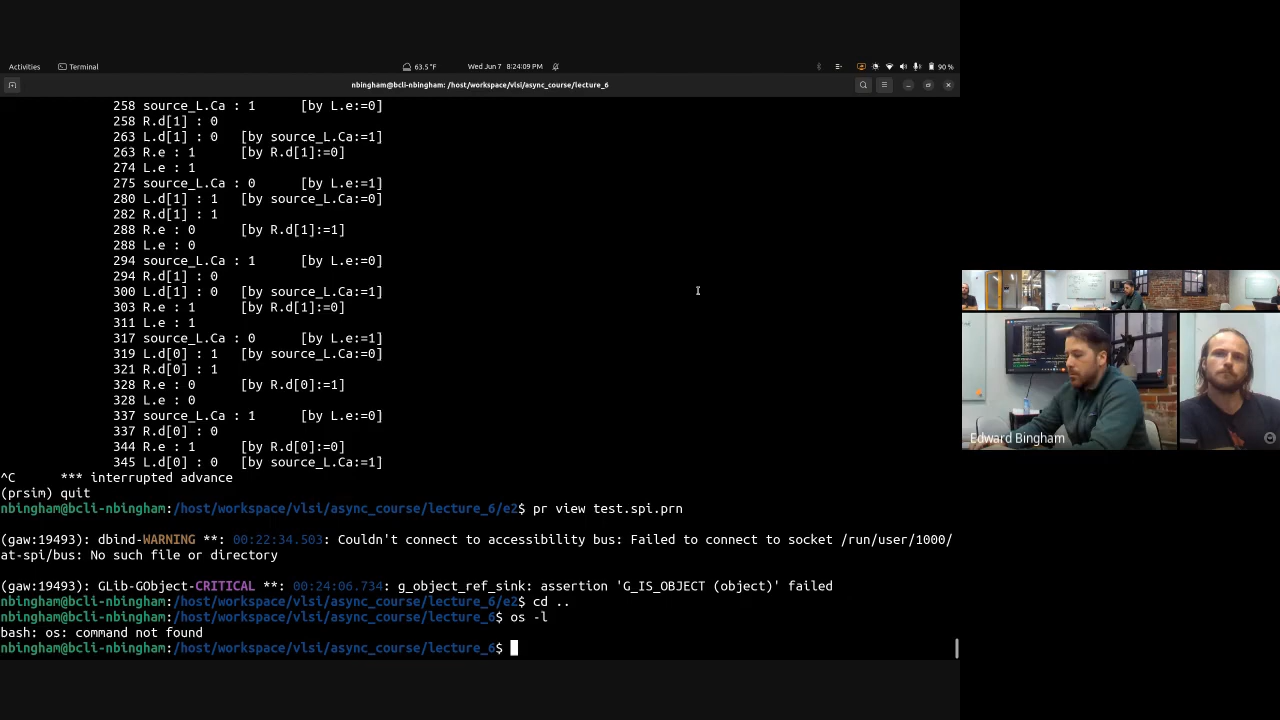 Activities
Terminal
63.5 °F
Wed Jun 7 8:24:09 PM
90 %
nbingham@bcli-nbingham: /host/workspace/vlsi/async_course/lecture_6
258 source_L.Ca : 1 [by L.e:=0]
258 R.d[1] : 0
263 L.d[1] : 0 [by source_L.Ca:=1]
263 R.e : 1 [by R.d[1]:=0]
274 L.e : 1
275 source_L.Ca : 0 [by L.e:=1]
280 L.d[1] : 1 [by source_L.Ca:=0]
282 R.d[1] : 1
288 R.e : 0 [by R.d[1]:=1]
288 L.e : 0
294 source_L.Ca : 1 [by L.e:=0]
294 R.d[1] : 0
300 L.d[1] : 0 [by source_L.Ca:=1]
303 R.e : 1 [by R.d[1]:=0]
311 L.e : 1
317 source_L.Ca : 0 [by L.e:=1]
319 L.d[0] : 1 [by source_L.Ca:=0]
321 R.d[0] : 1
328 R.e : 0 [by R.d[0]:=1]
328 L.e : 0
337 source_L.Ca : 1 [by L.e:=0]
337 R.d[0] : 0
344 R.e : 1 [by R.d[0]:=0]
345 L.d[0] : 0 [by source_L.Ca:=1]
^C *** interrupted advance
(prsim) quit
nbingham@bcli-nbingham:/host/workspace/vlsi/async_course/lecture_6/e2$ pr view test.spi.prn
(gaw:19493): dbind-WARNING **: 00:22:34.503: Couldn't connect to accessibility bus: Failed to connect to socket /run/user/1000/
at-spi/bus: No such file or directory
(gaw:19493): GLib-GObject-CRITICAL **: 00:24:06.734: g_object_ref_sink: assertion 'G_IS_OBJECT (object)' failed
nbingham@bcli-nbingham:/host/workspace/vlsi/async_course/lecture_6/e2$ cd ..
nbingham@bcli-nbingham:/host/workspace/vlsi/async_course/lecture_6$ os -l
bash: os: command not found
nbingham@bcli-nbingham:/host/workspace/vlsi/async_course/lecture_6$
Edward Bingham